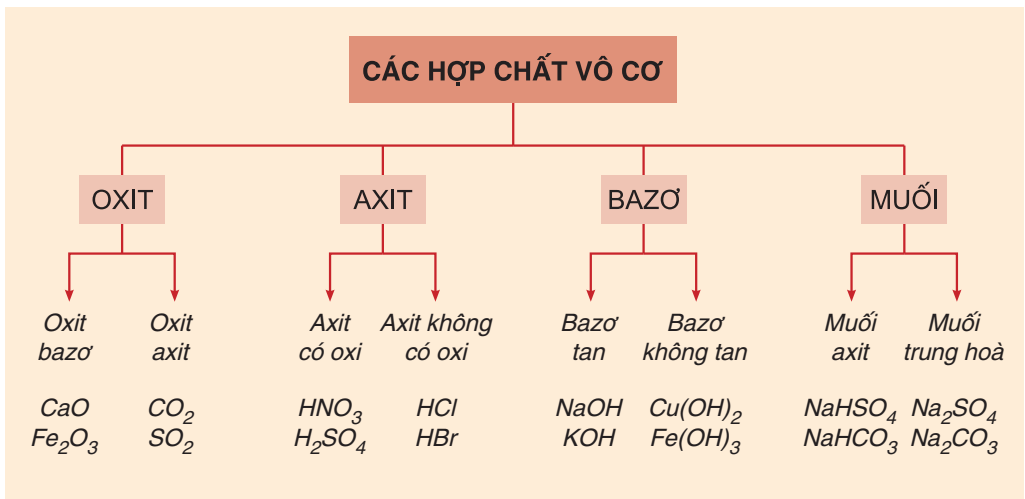 CÁC HỢP CHẤT VÔ CƠ
OXIT
AXIT
BAZƠ
MUỐI
Oxit
bazơ
Oxit
axit
Axit
có oxi
Axit không
có oxi
Bazơ
tan
Bazơ
không tan
Muối
axit
Muối
trung hoà
CaO
Fe₂O₃
CO₂
SO₂
HNO₃
H₂SO₄
HCl
HBr
NaOH
KOH
Cu(OH)₂
Fe(OH)₃
NaHSO₄
NaHCO₃
Na₂SO₄
Na₂CO₃